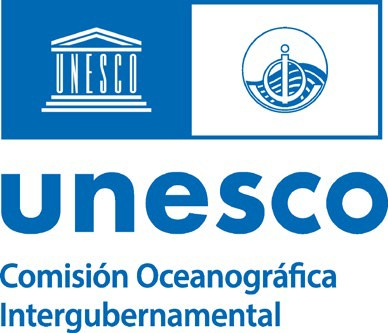 UNESCO
unesco
Comisión Oceanográfica
Intergubernamental